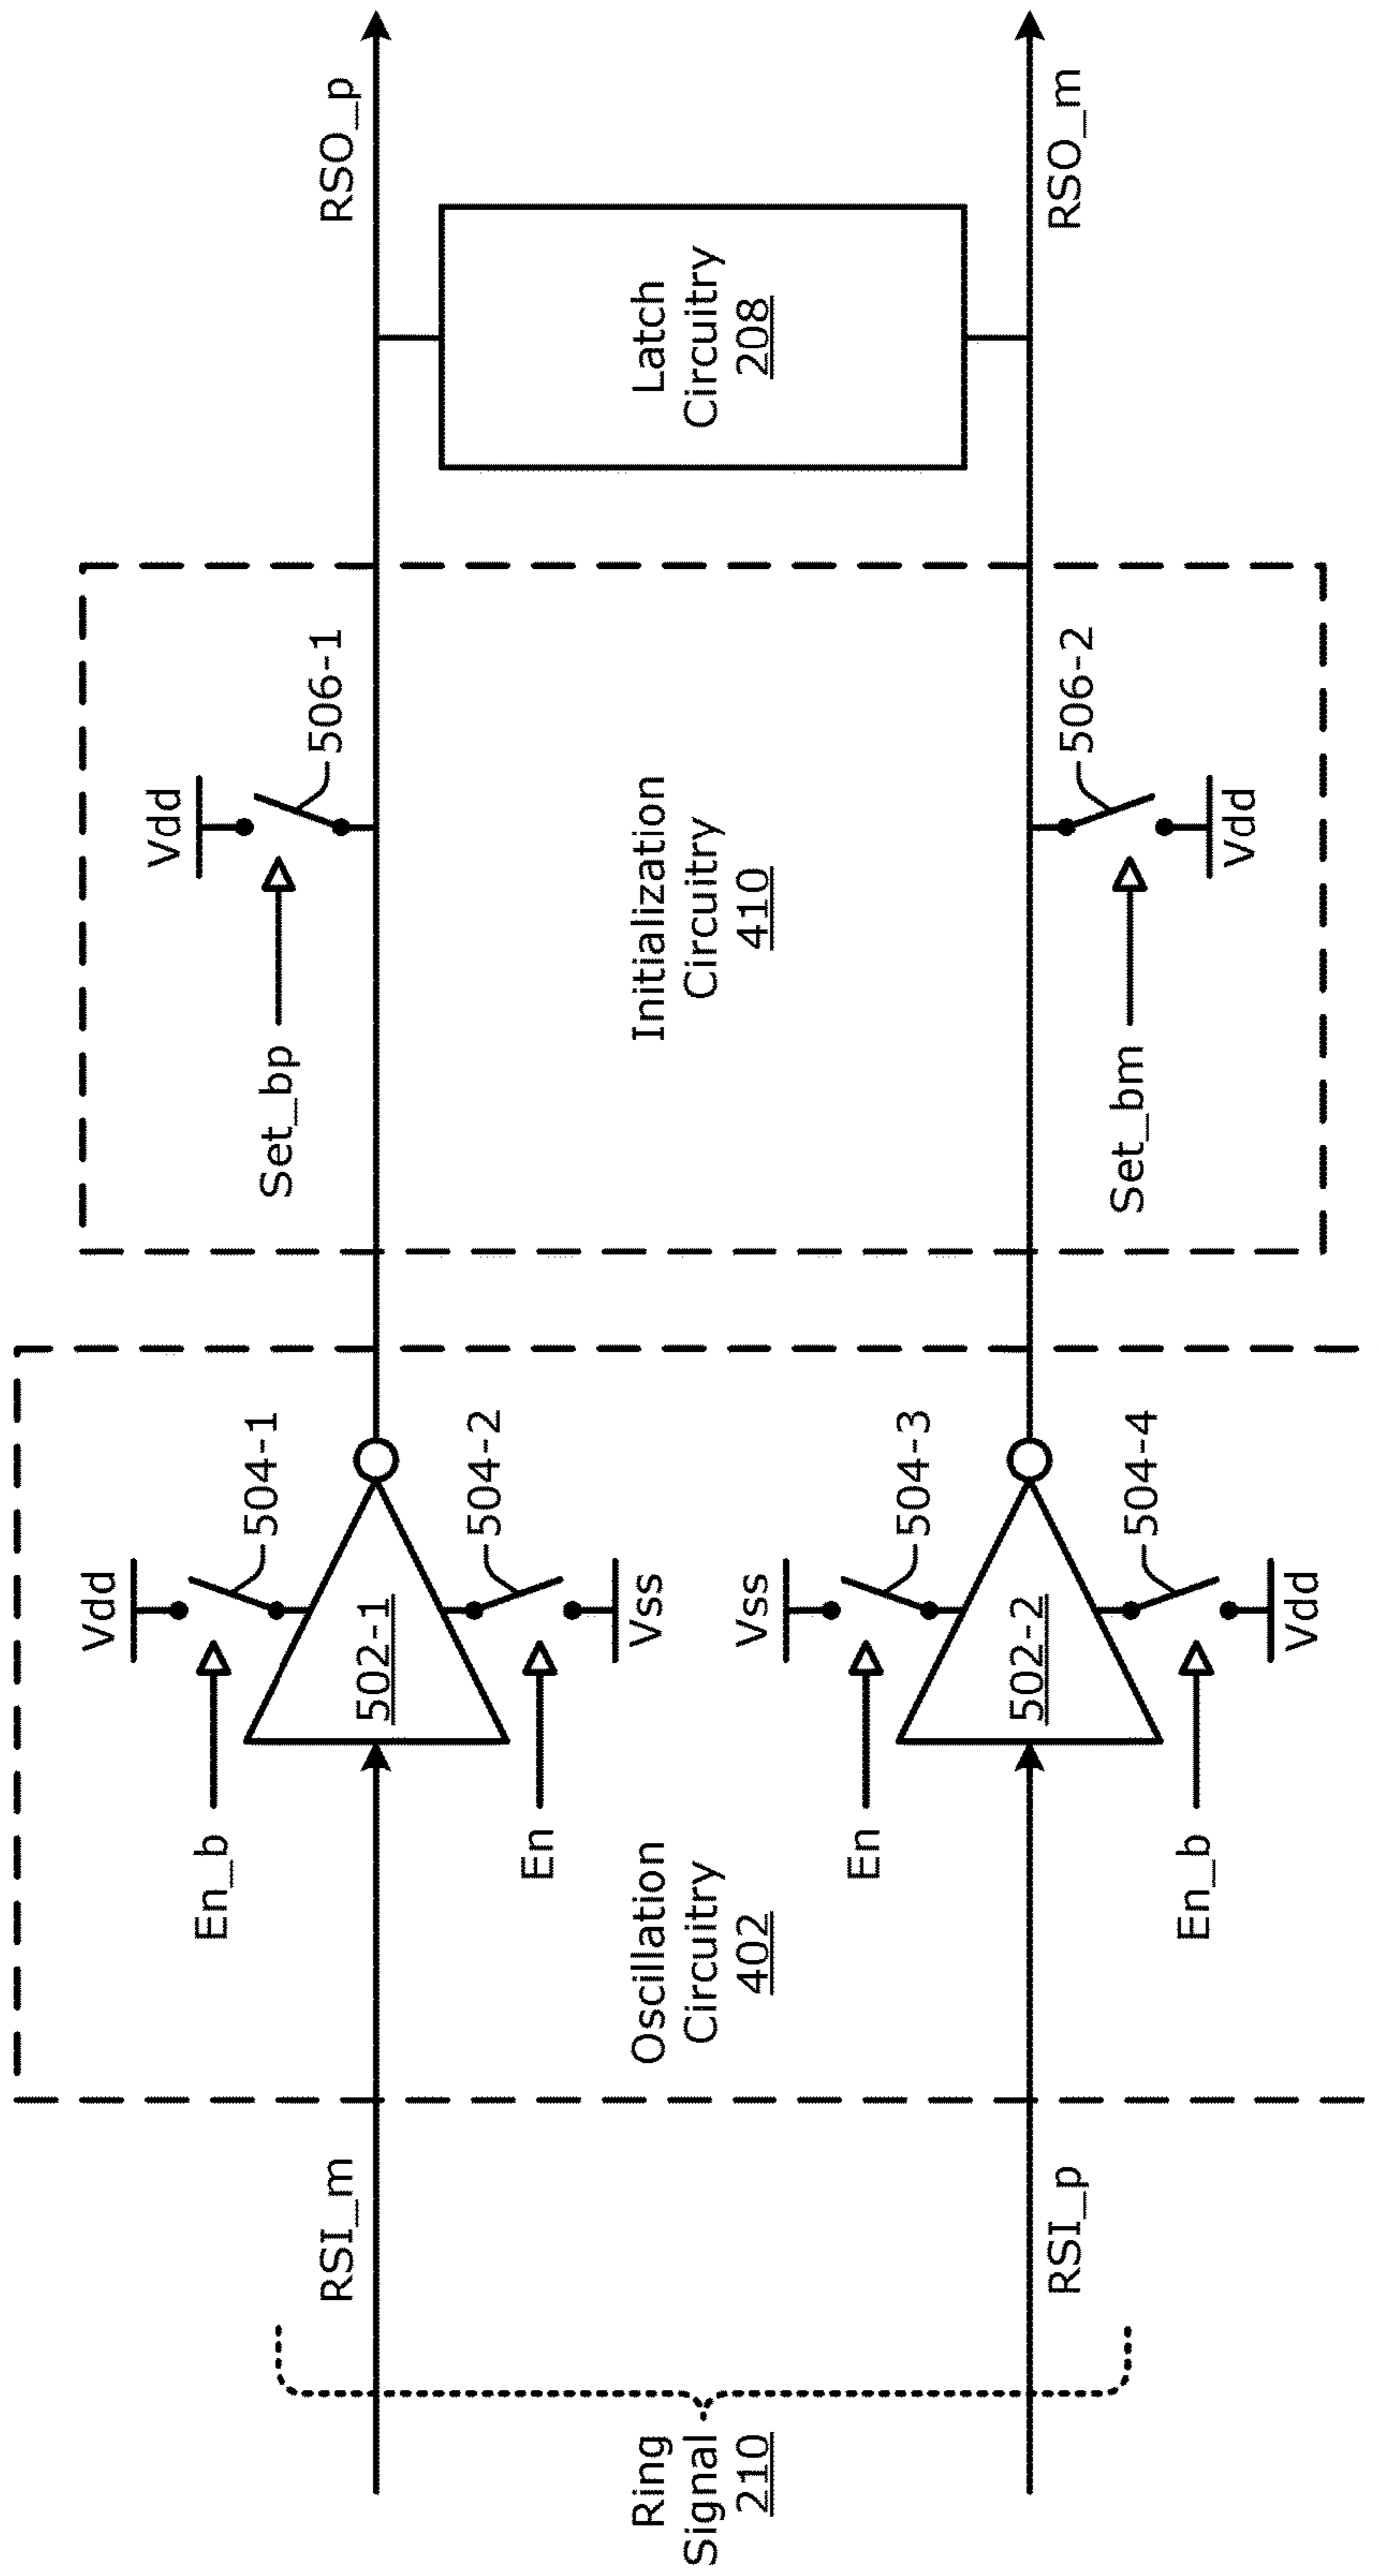 Ring
Signal
210
RSI_m
RSI_p
Oscillation
Circuitry
402
En_b
Vdd
504-1
502-1
En
504-2
Vss
En
Vss
504-3
502-2
En_b
504-4
Vdd
Initialization
Circuitry
410
Set_bp
Vdd
506-1
Set_bm
506-2
Vdd
Latch
Circuitry
208
RSO_p
RSO_m